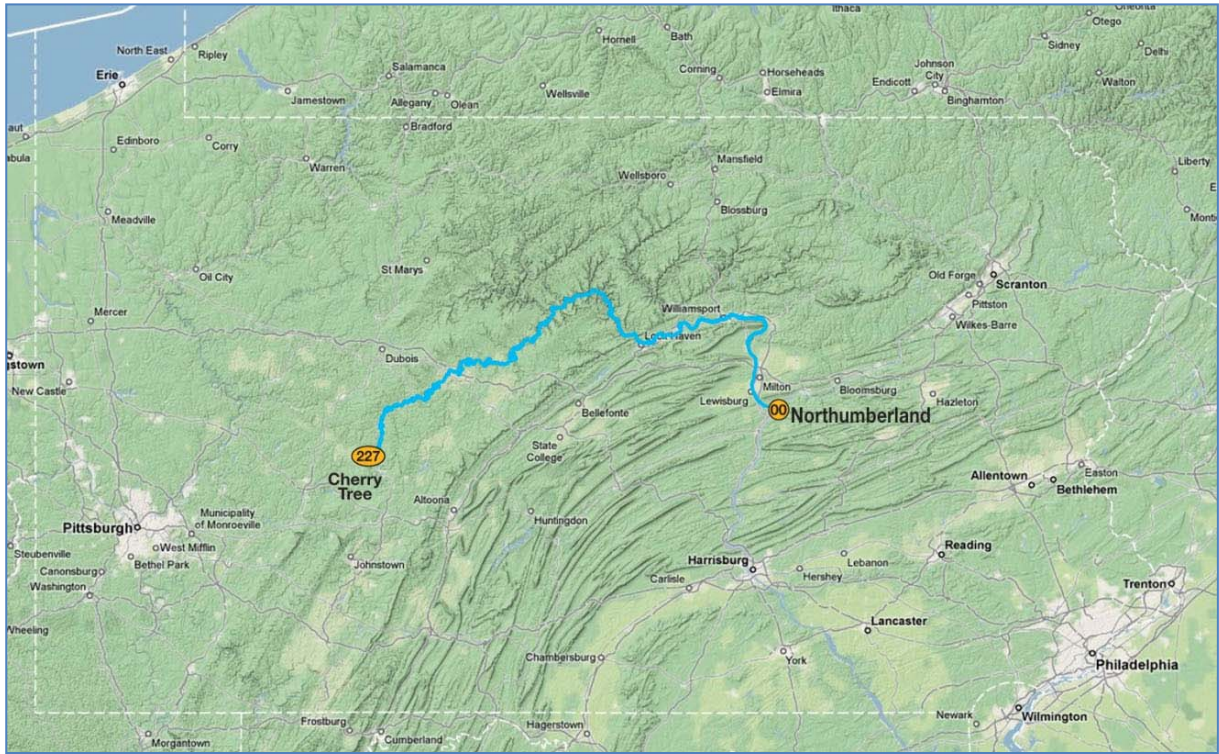 Ithaca
Oneonta
Otego
Hornell
Bath
Sidney
Delhi
North East
Ripley
Salamanca
Corning
Horseheads
Johnson
City
Endicott
Walton
Erie
Jamestown
Allegany
Olean
Wellsville
Elmira
Binghamton
Bradford
Edinboro
Corry
Warren
Mansfield
Wellsboro
Liberty
Meadville
Blossburg
St Marys
Oil City
Old Forge
Scranton
Pittston
Mercer
Williamsport
Wilkes-Barre
Lock Haven
Dubois
New Castle
Milton
Bloomsburg
Lewisburg
Hazleton
Bellefonte
00 Northumberland
State
College
227
Cherry
Tree
Easton
Allentown
Bethlehem
Altoona
Pittsburgh
Municipality
of Monroeville
Huntingdon
Steubenville
West Mifflin
Bethel Park
Johnstown
Harrisburg
Lebanon
Reading
Canonsburg
Hershey
Washington
Carlisle
Trenton
Wheeling
Lancaster
Chambersburg
York
Philadelphia
Newark
Wilmington
Frostburg
Hagerstown
Morgantown
Cumberland